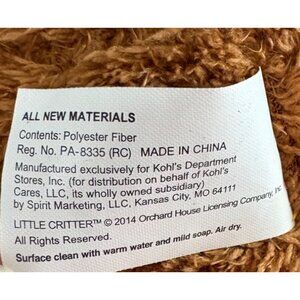 ALL NEW MATERIALS
Contents: Polyester Fiber
Reg. No. PA-8335 (RC) MADE IN CHINA
Manufactured exclusively for Kohl's Department
Stores, Inc. (for distribution on behalf of Kohl's
Cares, LLC, its wholly owned subsidiary)
by Spirit Marketing, LLC, Kansas City, MO 64111
LITTLE CRITTER™ © 2014 Orchard House Licensing Company, Inc.
All Rights Reserved.
Surface clean with warm water and mild soap. Air dry.